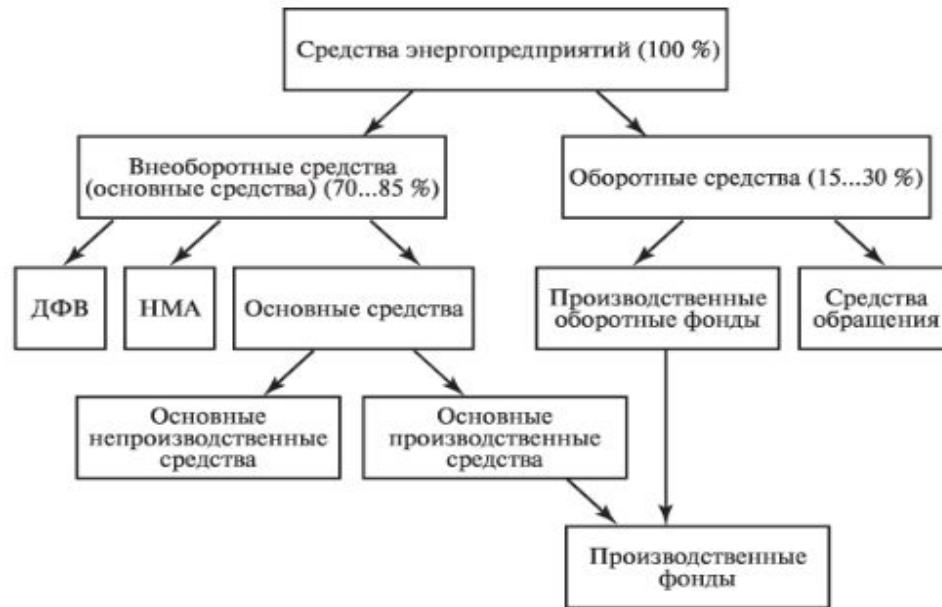 Средства энергопредприятий (100 %)
Внеоборотные средства
(основные средства) (70...85 %)
Оборотные средства (15...30 %)
ДФВ
НМА
Основные средства
Производственные
оборотные фонды
Средства
обращения
Основные
непроизводственные
средства
Основные
производственные
средства
Производственные
фонды